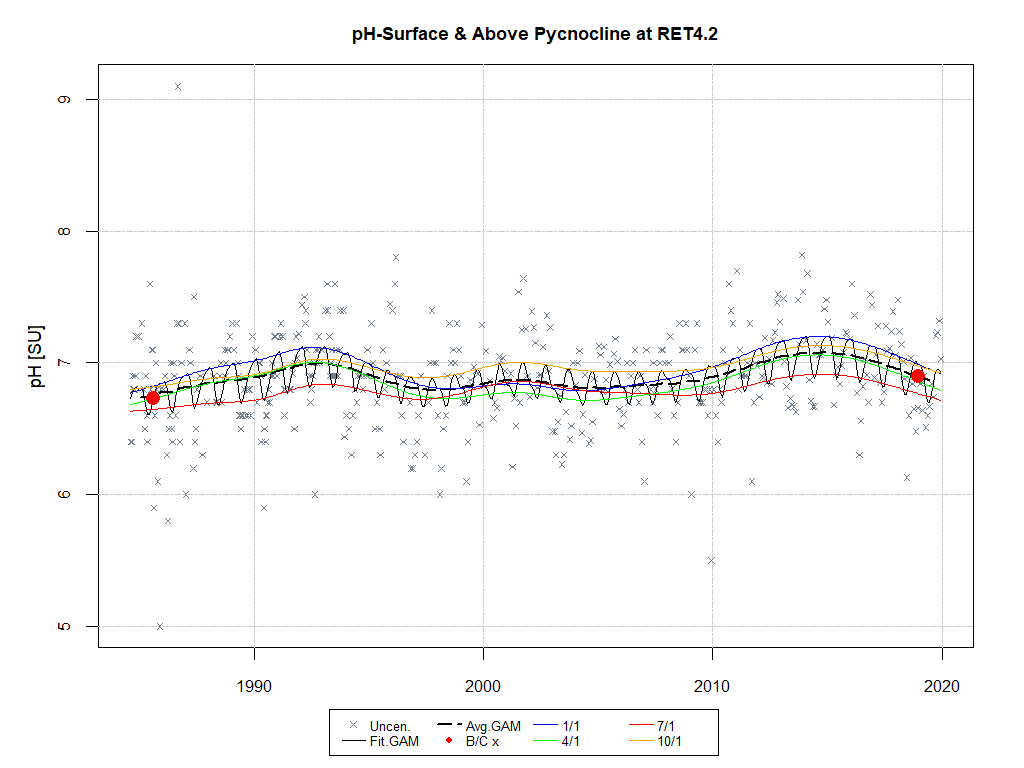 pH-Surface & Above Pycnocline at RET4.2
pH [SU]
9
8
7
6
5
1990 2000 2010 2020
Uncen. Avg.GAM 1/1 7/1
Fit.GAM B/C x 4/1 10/1